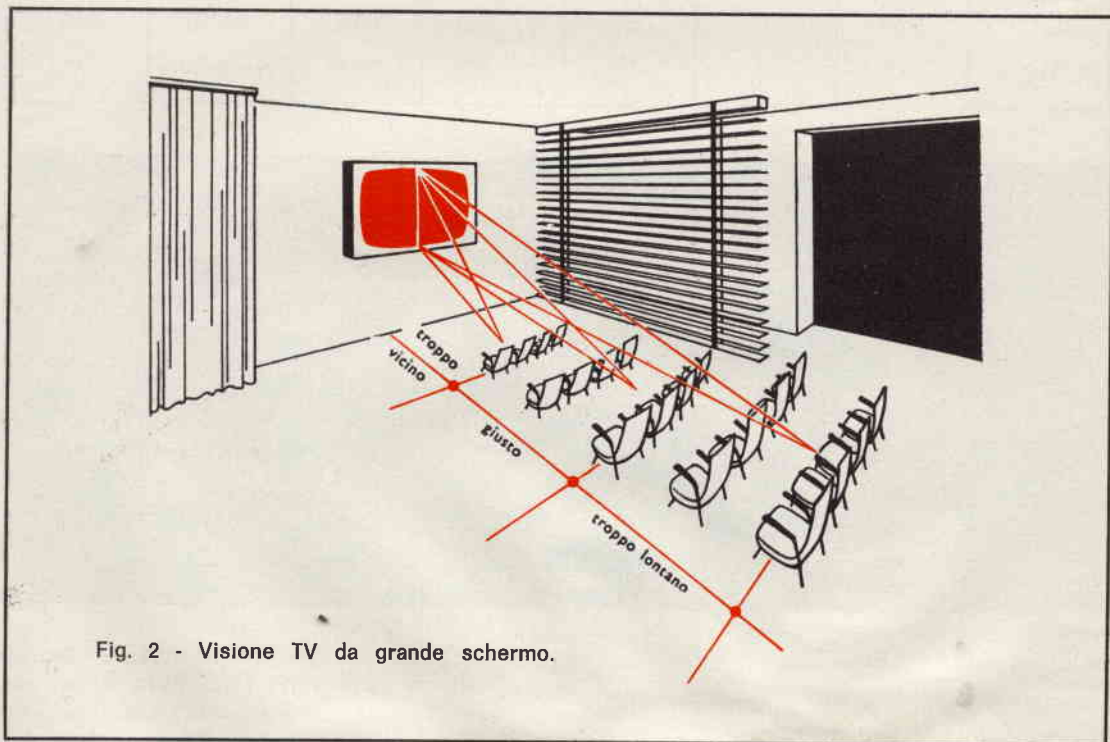 troppo
vicino
giusto
troppo lontano
Fig. 2 - Visione TV da grande schermo.